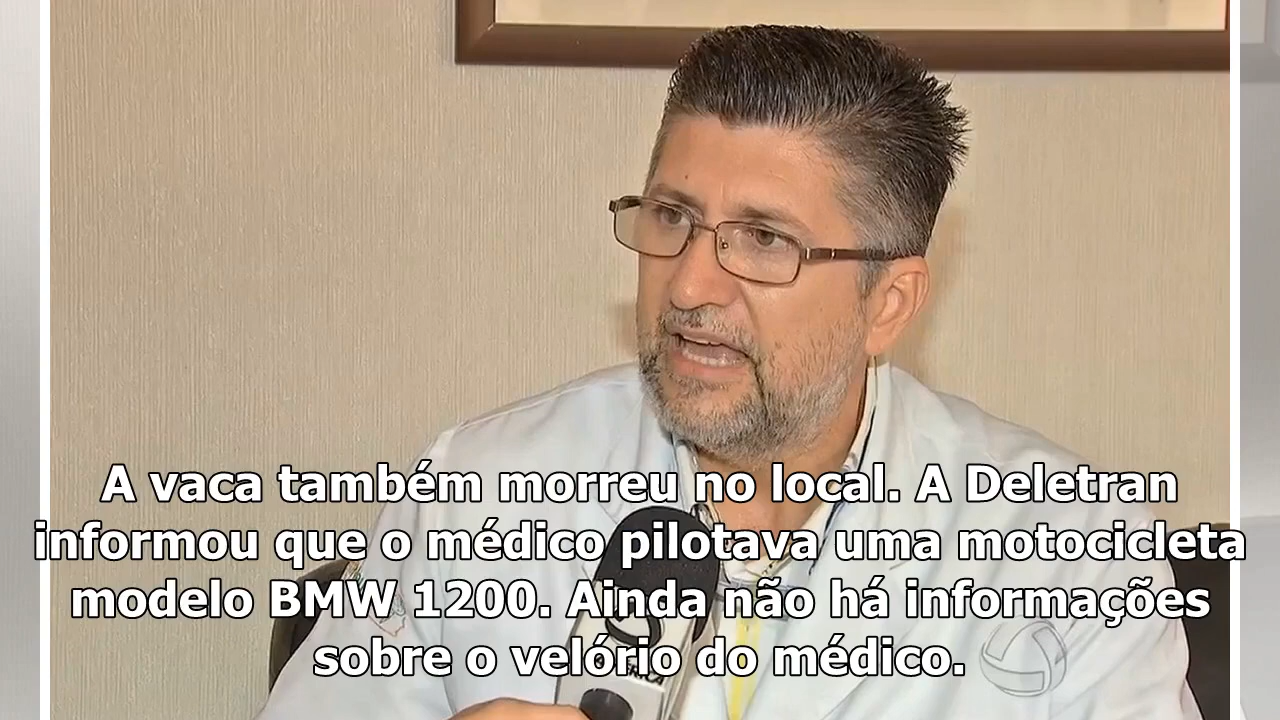 A vaca também morreu no local. A Deletran
informou que o médico pilotava uma motocicleta
modelo BMW 1200. Ainda não há informações
sobre o velório do médico.